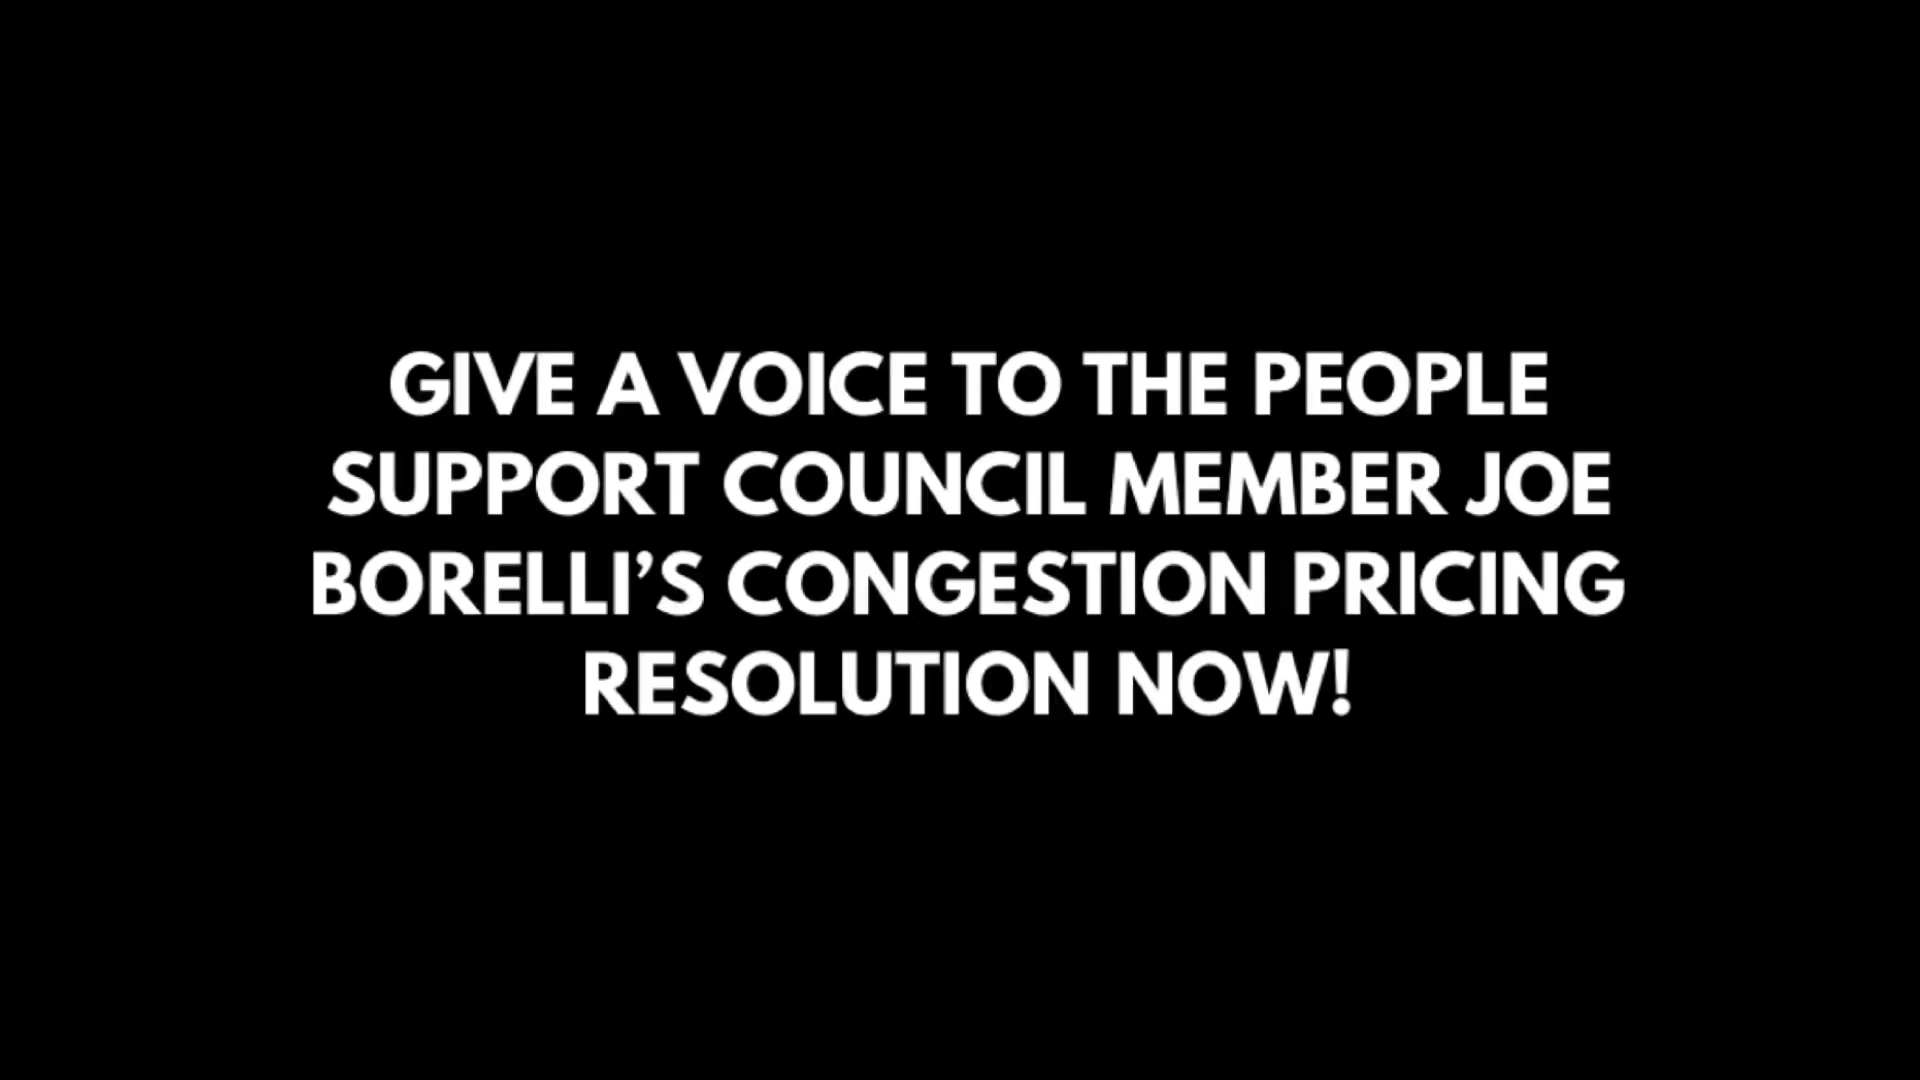 GIVE A VOICE TO THE PEOPLE
SUPPORT COUNCIL MEMBER JOE
BORELLI’S CONGESTION PRICING
RESOLUTION NOW!